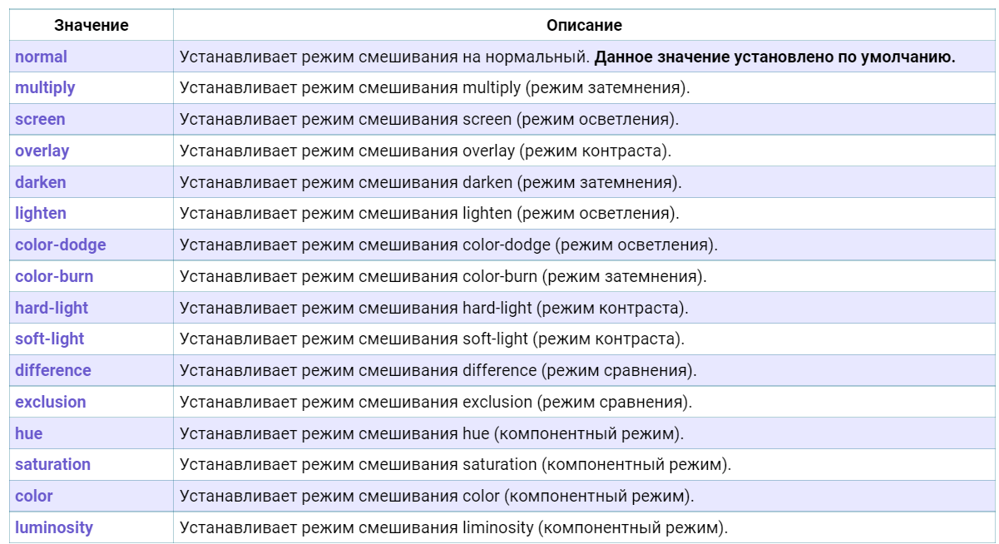 Значение Описание
normal Устанавливает режим смешивания на нормальный. Данное значение установлено по умолчанию.
multiply Устанавливает режим смешивания multiply (режим затемнения).
screen Устанавливает режим смешивания screen (режим осветления).
overlay Устанавливает режим смешивания overlay (режим контраста).
darken Устанавливает режим смешивания darken (режим затемнения).
lighten Устанавливает режим смешивания lighten (режим осветления).
color-dodge Устанавливает режим смешивания color-dodge (режим осветления).
color-burn Устанавливает режим смешивания color-burn (режим затемнения).
hard-light Устанавливает режим смешивания hard-light (режим контраста).
soft-light Устанавливает режим смешивания soft-light (режим контраста).
difference Устанавливает режим смешивания difference (режим сравнения).
exclusion Устанавливает режим смешивания exclusion (режим сравнения).
hue Устанавливает режим смешивания hue (компонентный режим).
saturation Устанавливает режим смешивания saturation (компонентный режим).
color Устанавливает режим смешивания color (компонентный режим).
luminosity Устанавливает режим смешивания liminosity (компонентный режим).